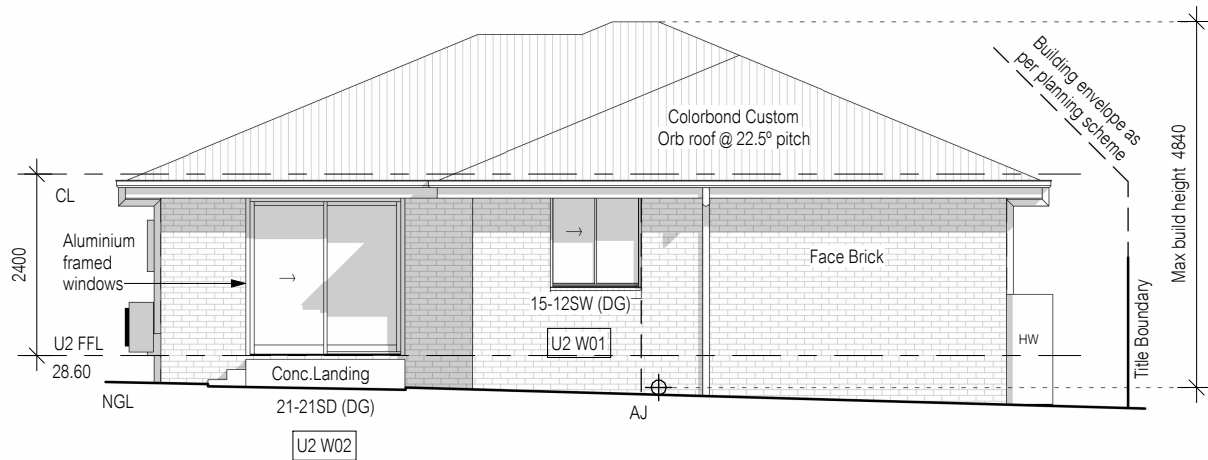 Building envelope as
per planning scheme
Max build height 4840
Colorbond Custom
Orb roof @ 22.5º pitch
CL
2400
Aluminium
framed
windows
Face Brick
15-12SW (DG)
U2 W01
HW
Title Boundary
U2 FFL
28.60
Conc.Landing
NGL
21-21SD (DG)
AJ
U2 W02